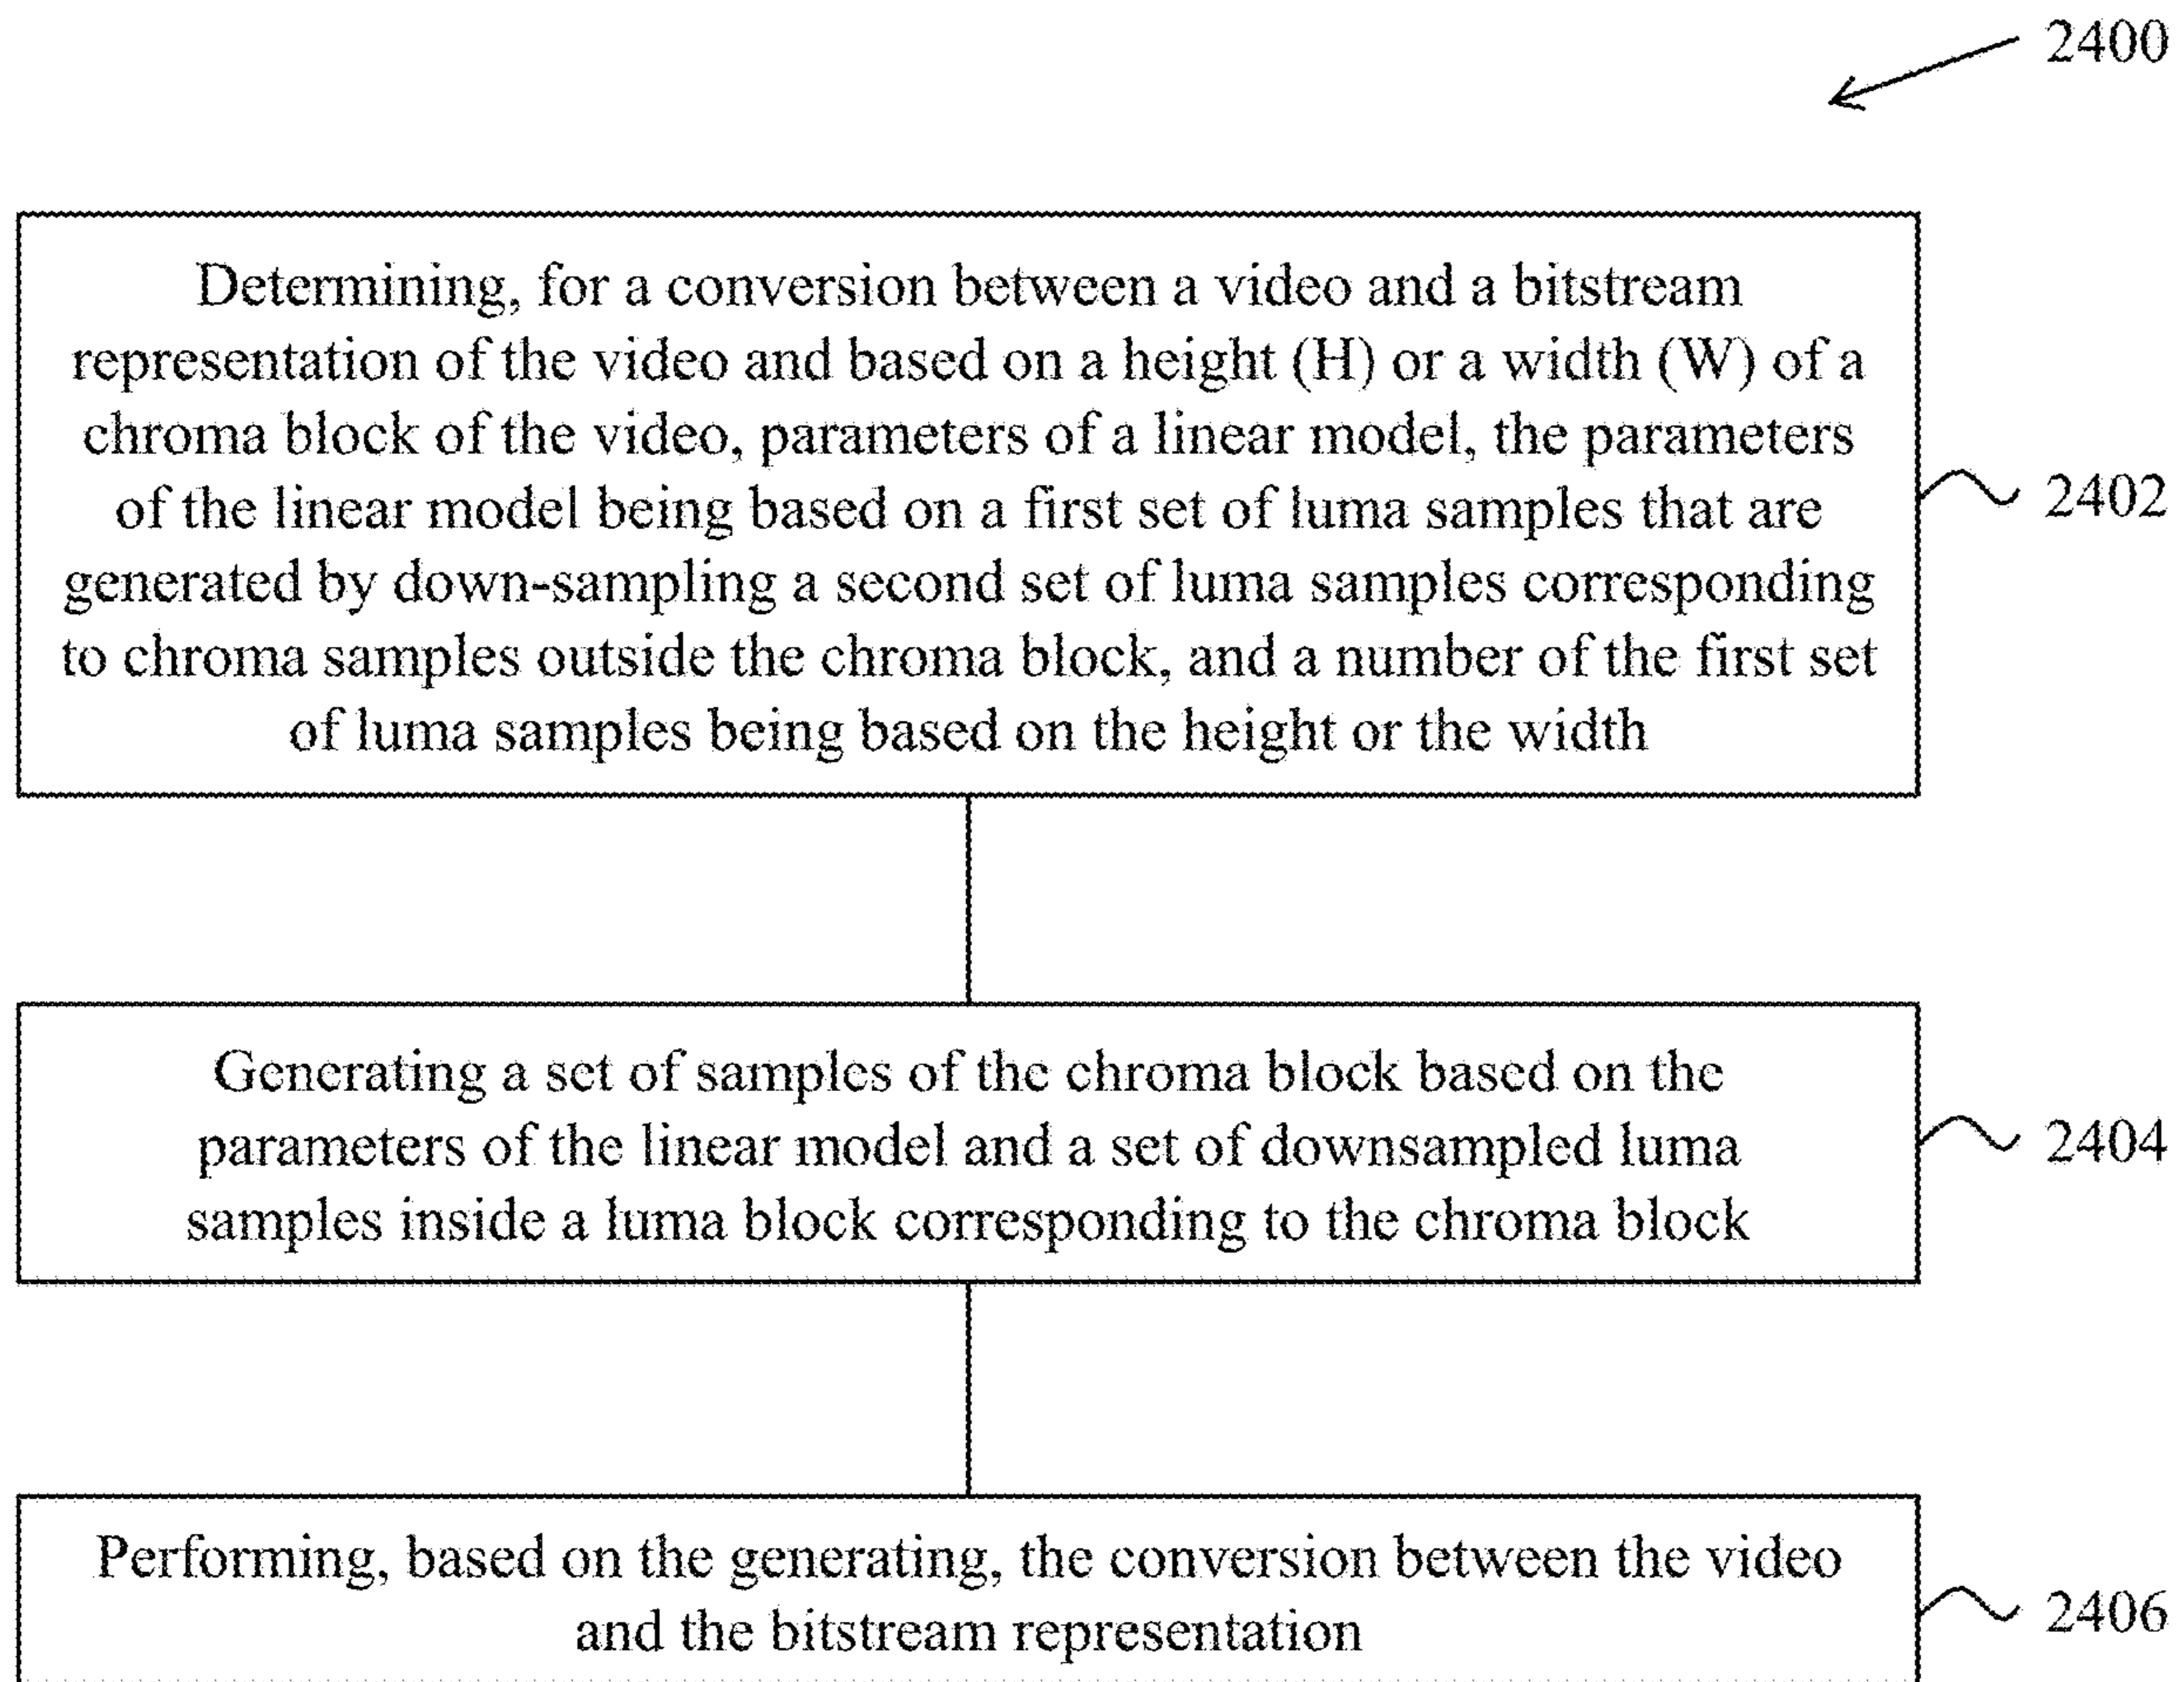 2400
Determining, for a conversion between a video and a bitstream
representation of the video and based on a height (H) or a width (W) of a
chroma block of the video, parameters of a linear model, the parameters
of the linear model being based on a first set of luma samples that are
generated by down-sampling a second set of luma samples corresponding
to chroma samples outside the chroma block, and a number of the first set
of luma samples being based on the height or the width
2402
Generating a set of samples of the chroma block based on the
parameters of the linear model and a set of downsampled luma
samples inside a luma block corresponding to the chroma block
2404
Performing, based on the generating, the conversion between the video
and the bitstream representation
2406